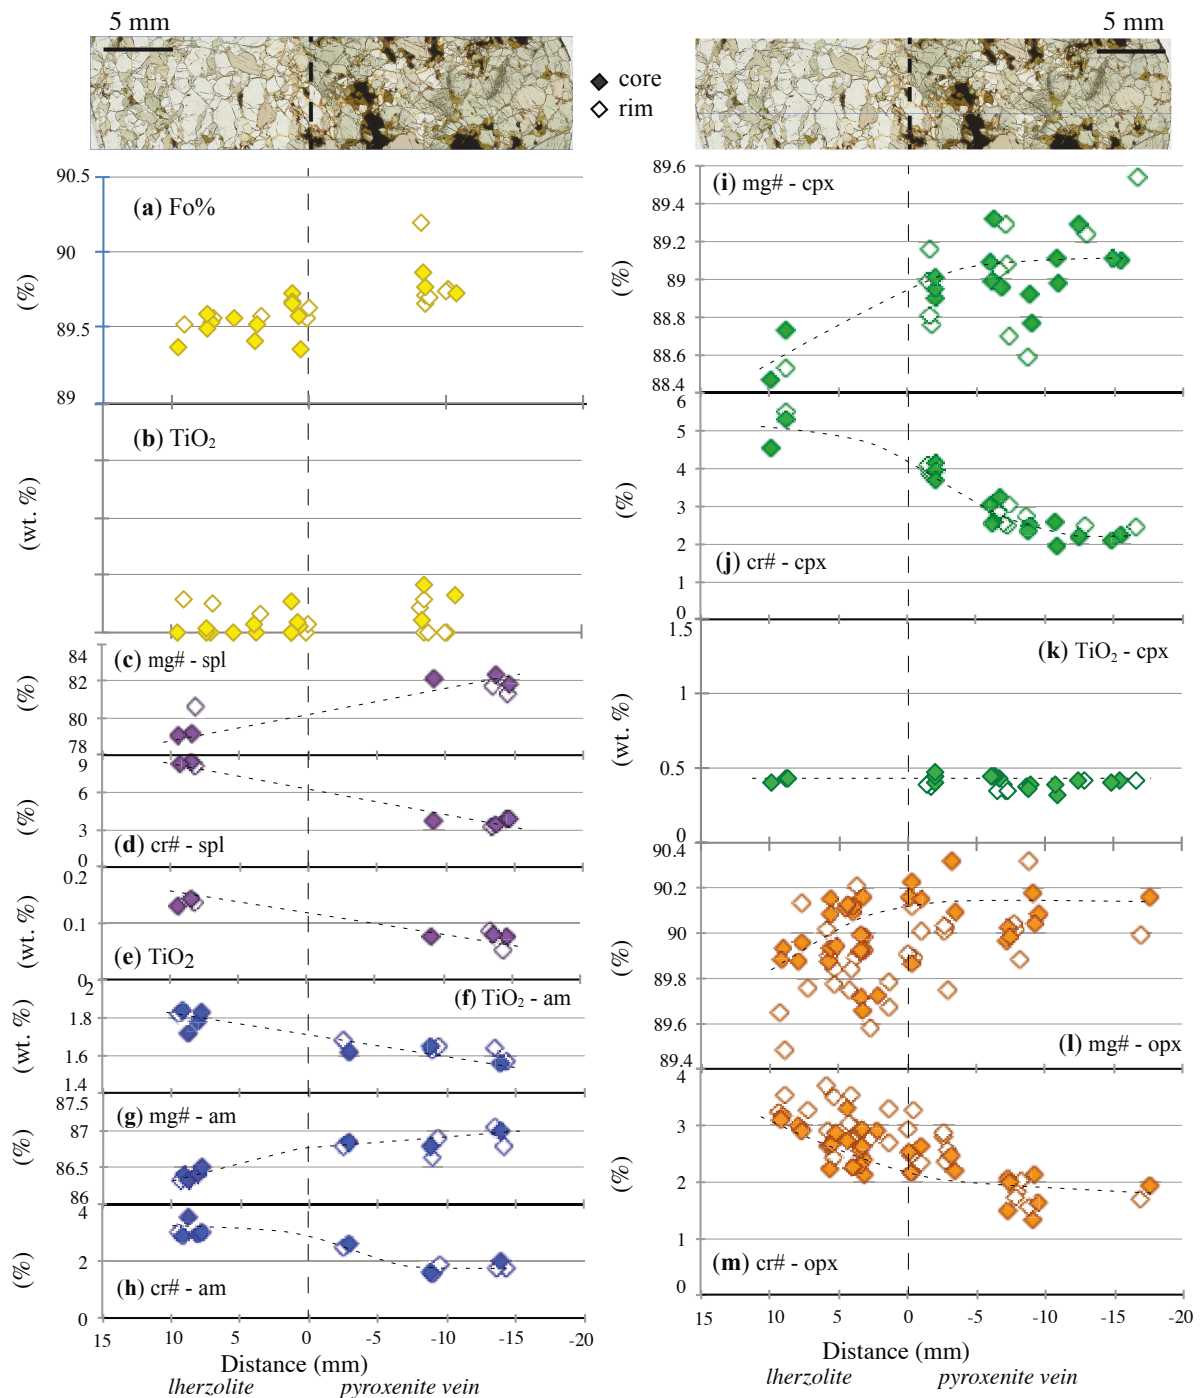 5 mm
5 mm
core
rim
90.5
90
89.5
89
(%)
(a) Fo%
(b) TiO2
(wt. %)
84
82
80
78
(%)
(c) mg# - spl
9
6
3
0
(%)
(d) cr# - spl
0.2
0.1
0
(wt. %)
(e) TiO2
2
1.8
1.6
1.4
(wt. %)
(f) TiO2 - am
87.5
87
86.5
86
(%)
(g) mg# - am
4
2
0
(%)
(h) cr# - am
15 10 5 0 -5 -10 -15 -20
Distance (mm)
lherzolite pyroxenite vein
89.6
89.4
89.2
89
88.8
88.6
88.4
(%)
(i) mg# - cpx
6
5
4
3
2
1
0
(%)
(j) cr# - cpx
1.5
1
0.5
0
(wt. %)
(k) TiO2 - cpx
90.4
90.2
90
89.8
89.6
89.4
(%)
(l) mg# - opx
4
3
2
1
0
(%)
(m) cr# - opx
15 10 5 0 -5 -10 -15 -20
Distance (mm)
lherzolite pyroxenite vein